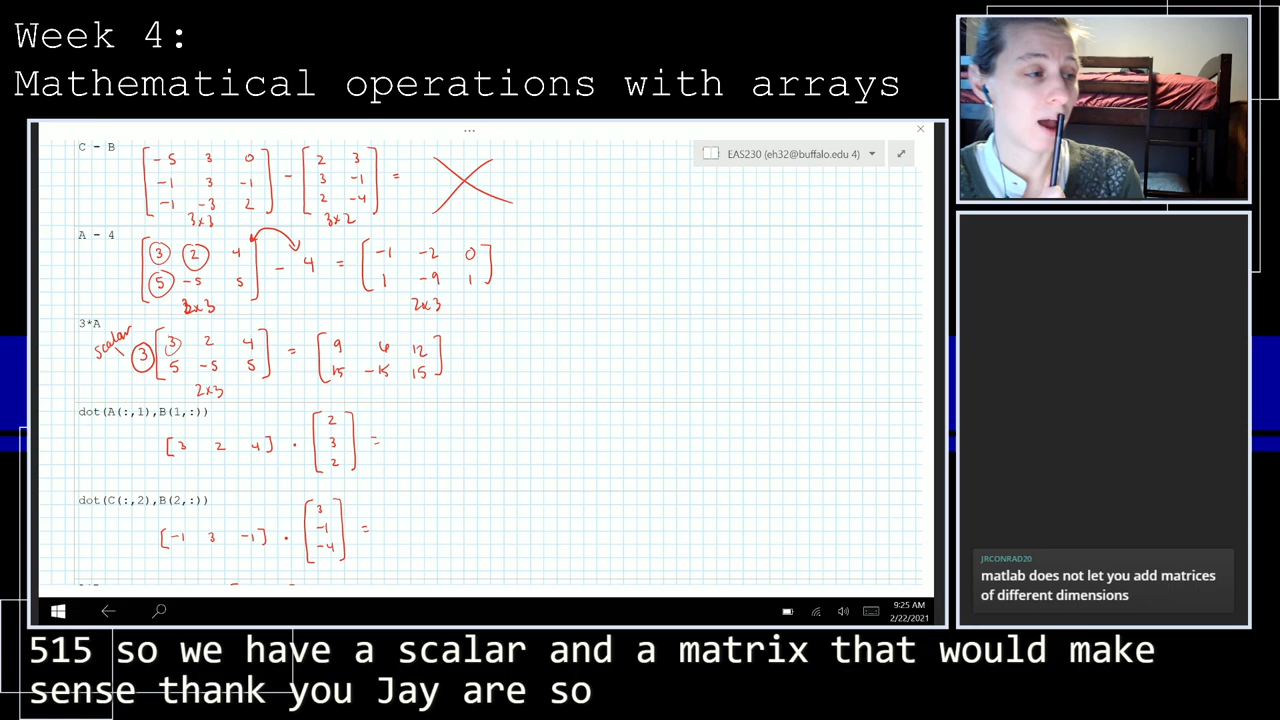 Week 4:
Mathematical operations with arrays
C - B
-5 3 0
-1 3 -1
-1 -3 2
3x3
-
2 3
3 -1
2 -4
3x2
=
EAS230 (eh32@buffalo.edu 4)
A - 4
3 2 4
5 -5 5
2x3
- 4 =
-1 -2 0
1 -9 1
2x3
3*A
scalar
3
3 2 4
5 -5 5
2x3
=
9 6 12
15 -15 15
dot(A(:,1),B(1,:))
[3 2 4] ·
2
3
2
=
dot(C(:,2),B(2,:))
[-1 3 -1] ·
3
-1
-4
=
9:25 AM
2/22/2021
JRCONRAD20
matlab does not let you add matrices
of different dimensions
515 so we have a scalar and a matrix that would make
sense thank you Jay are so